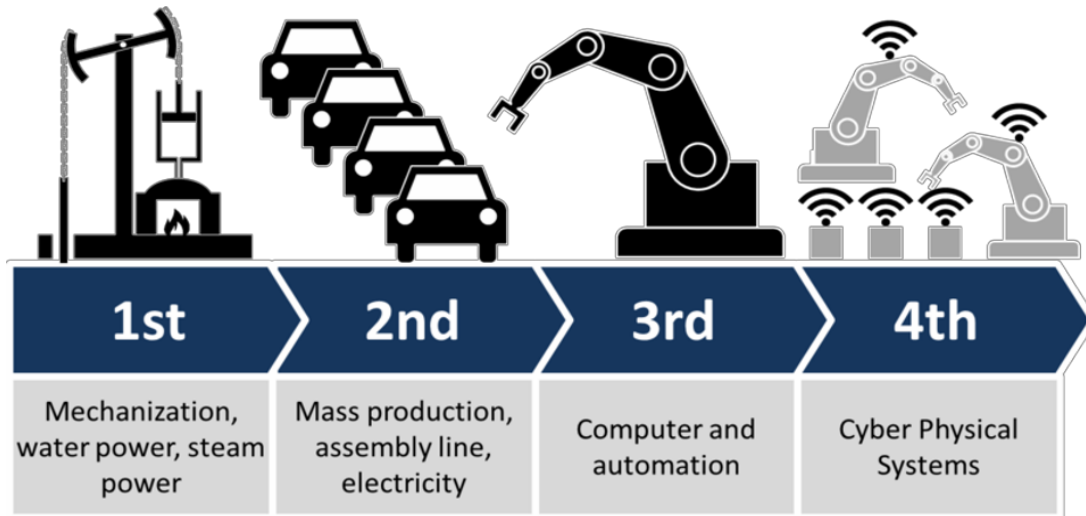 1st
2nd
3rd
4th
Mechanization,
water power, steam
power
Mass production,
assembly line,
electricity
Computer and
automation
Cyber Physical
Systems